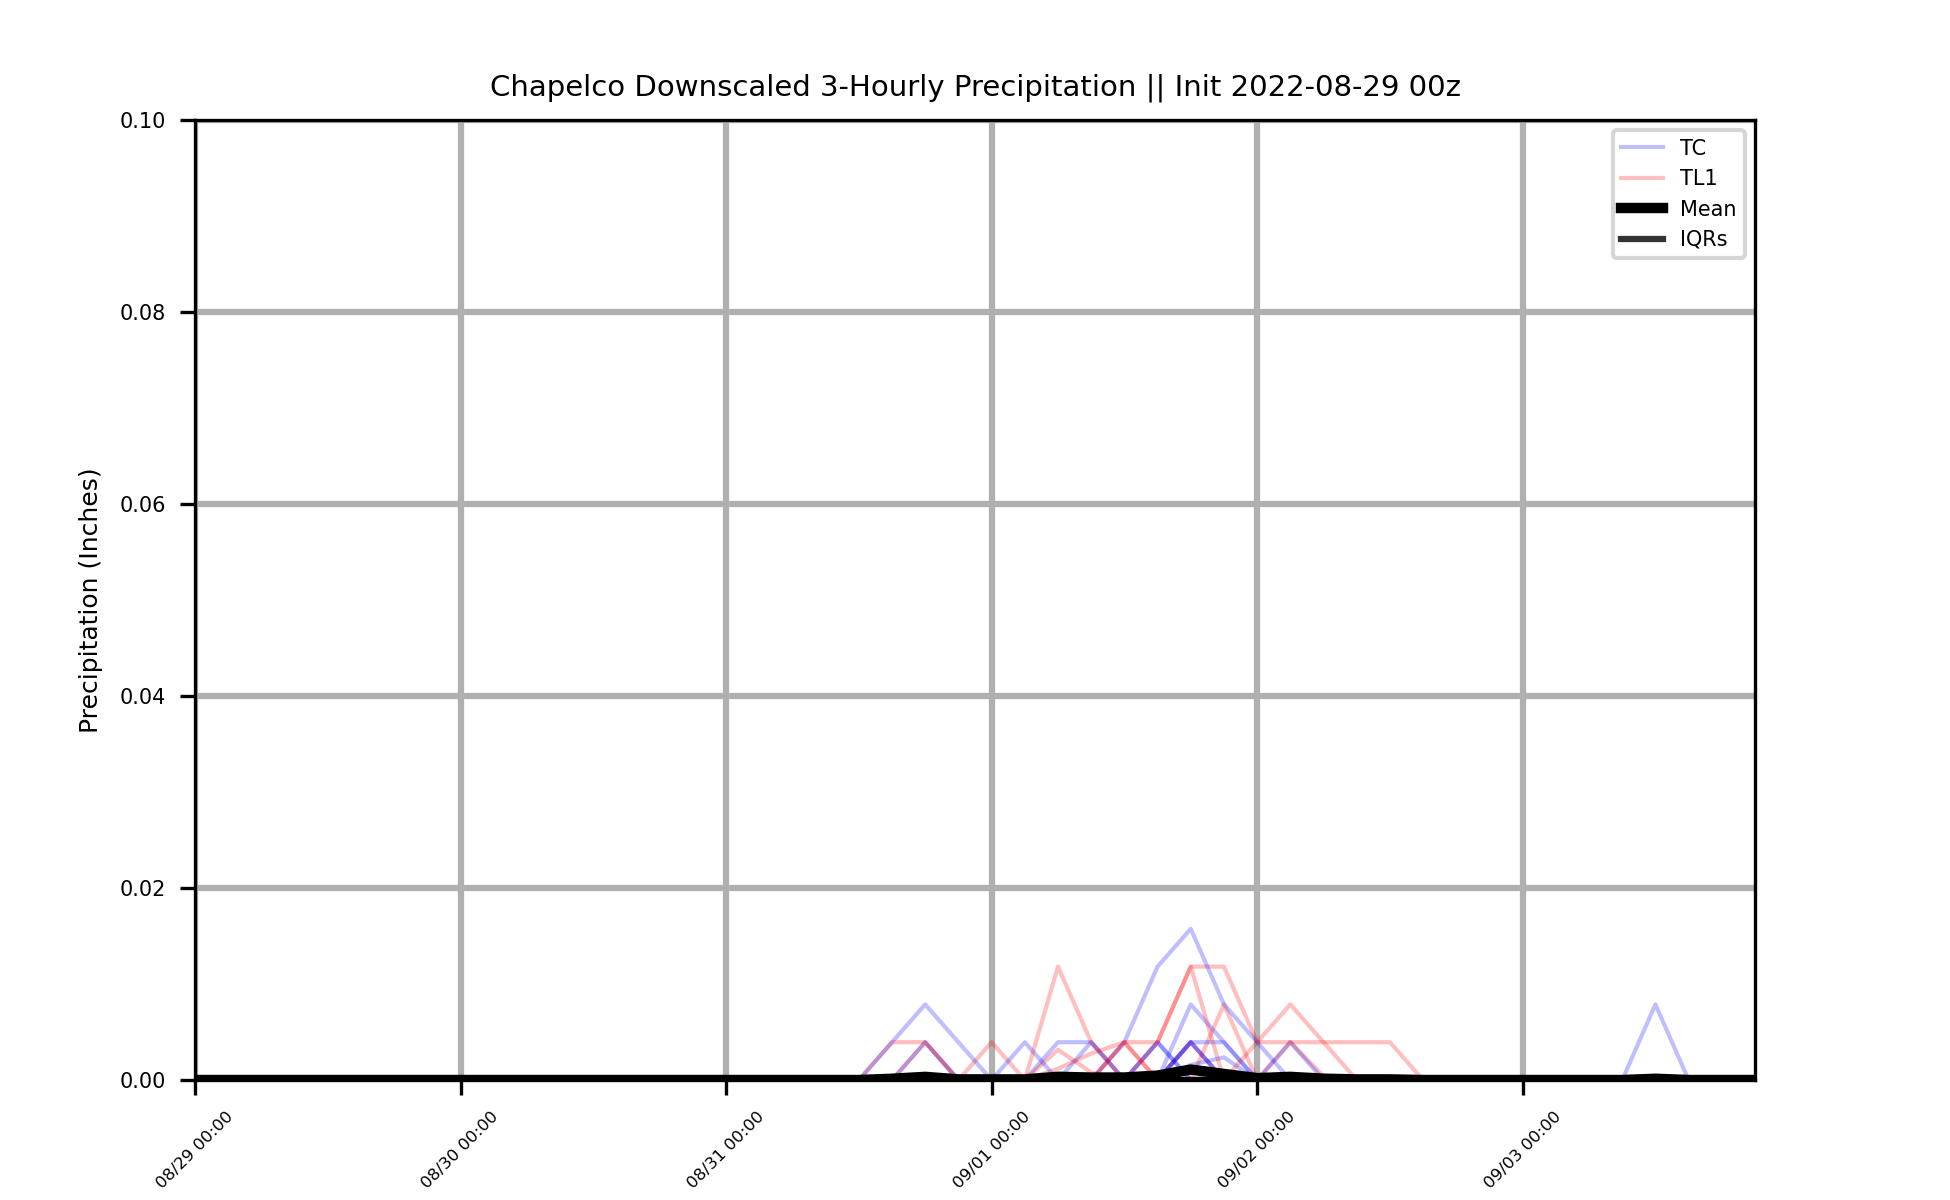 Chapelco Downscaled 3-Hourly Precipitation || Init 2022-08-29 00z
TC
TL1
Mean
IQRs
Precipitation (Inches)
0.10
0.08
0.06
0.04
0.02
0.00
08/29 00:00
08/30 00:00
08/31 00:00
09/01 00:00
09/02 00:00
09/03 00:00